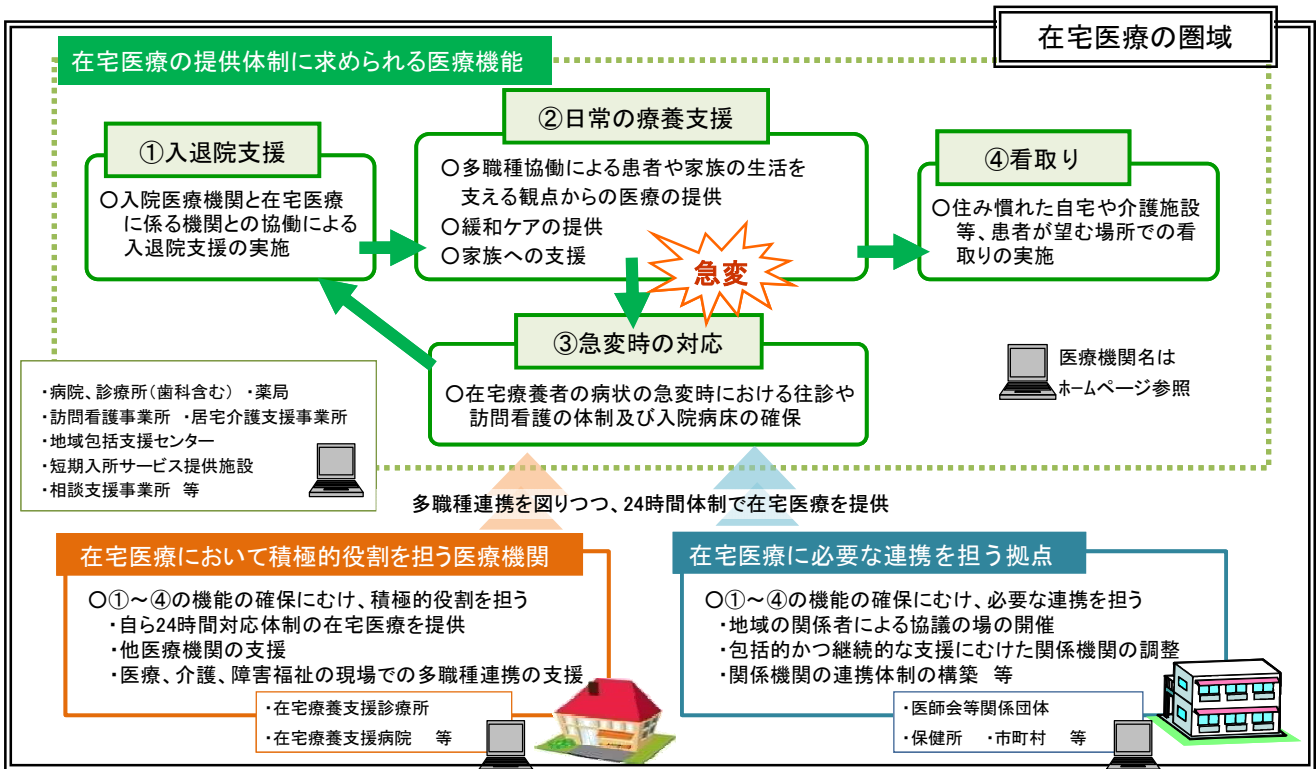 在宅医療の圏域
在宅医療の提供体制に求められる医療機能
①入退院支援
○入院医療機関と在宅医療
に係る機関との協働による
入退院支援の実施
②日常の療養支援
○多職種協働による患者や家族の生活を
支える観点からの医療の提供
○緩和ケアの提供
○家族への支援
急変
④看取り
○住み慣れた自宅や介護施設
等、患者が望む場所での看
取りの実施
③急変時の対応
○在宅療養者の病状の急変時における往診や
訪問看護の体制及び入院病床の確保
医療機関名は
ホームページ参照
・病院、診療所(歯科含む) ・薬局
・訪問看護事業所 ・居宅介護支援事業所
・地域包括支援センター
・短期入所サービス提供施設
・相談支援事業所 等
多職種連携を図りつつ、24時間体制で在宅医療を提供
在宅医療において積極的役割を担う医療機関
○①～④の機能の確保にむけ、積極的役割を担う
・自ら24時間対応体制の在宅医療を提供
・他医療機関の支援
・医療、介護、障害福祉の現場での多職種連携の支援
・在宅療養支援診療所
・在宅療養支援病院 等
在宅医療に必要な連携を担う拠点
○①～④の機能の確保にむけ、必要な連携を担う
・地域の関係者による協議の場の開催
・包括的かつ継続的な支援にむけた関係機関の調整
・関係機関の連携体制の構築 等
・医師会等関係団体
・保健所 ・市町村 等